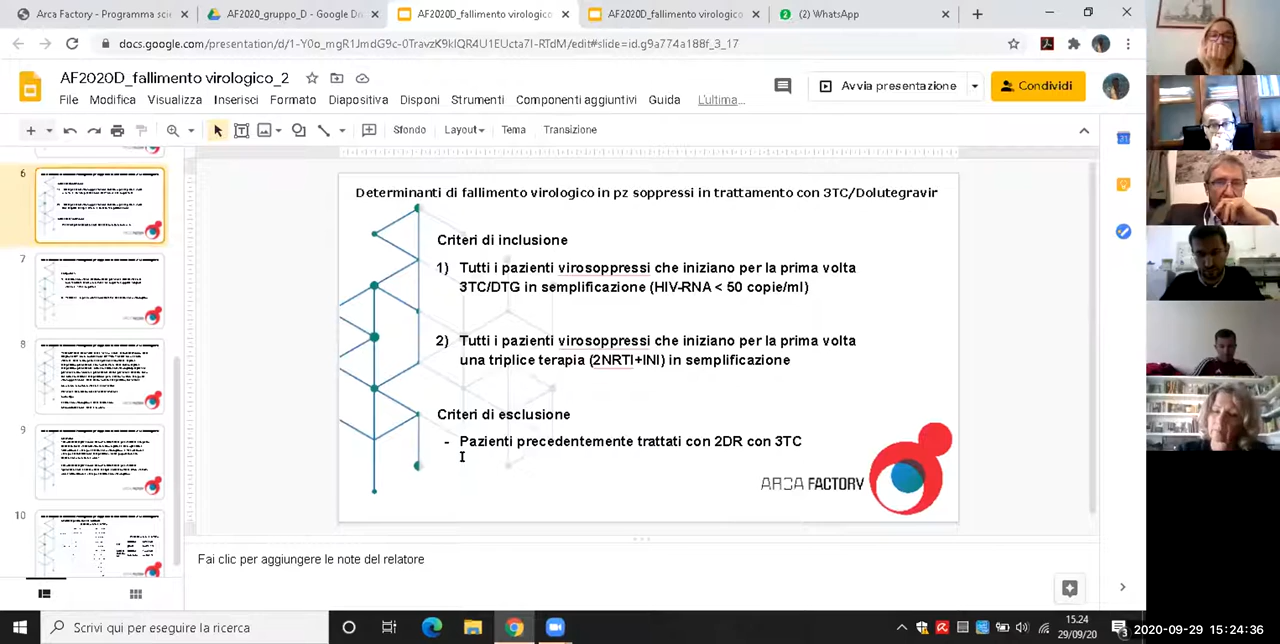 Arca Factory - Programma scie
AF2020_gruppo_D - Google Dri
AF2020D_fallimento virologico_
AF2020D_fallimento virologico_
(2) WhatsApp
docs.google.com/presentation/d/1-Y0o_mgR1JmdG9c-0TravzK9kIQR4U1EUcta7I-RTdM/edit#slide=id.g9a774a188f_3_17
AF2020D_fallimento virologico_2
File Modifica Visualizza Inserisci Formato Diapositiva Disponi Strumenti Componenti aggiuntivi Guida L'ultima...
Avvia presentazione
Condividi
Sfondo Layout Tema Transizione
6
7
8
9
10
Determinanti di fallimento virologico in pz soppressi in trattamento con 3TC/Dolutegravir
Criteri di inclusione
1) Tutti i pazienti virosoppressi che iniziano per la prima volta
3TC/DTG in semplificazione (HIV-RNA < 50 copie/ml)
2) Tutti i pazienti virosoppressi che iniziano per la prima volta
una triplice terapia (2NRTI+INI) in semplificazione
Criteri di esclusione
- Pazienti precedentemente trattati con 2DR con 3TC
ARCA FACTORY
Fai clic per aggiungere le note del relatore
Scrivi qui per eseguire la ricerca
15.24
29/09/20
3
2020-09-29 15:24:36